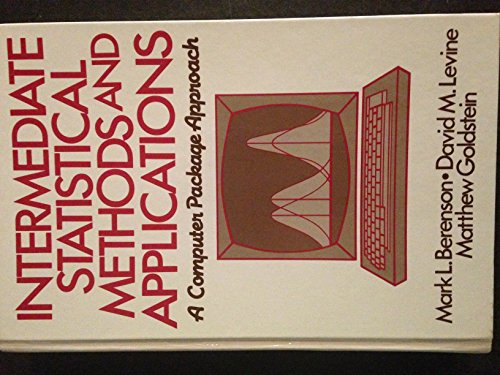 INTERMEDIATE
STATISTICAL
METHODS AND
APPLICATIONS
A Computer Package Approach
Mark L. Berenson • David M. Levine
Matthew Goldstein